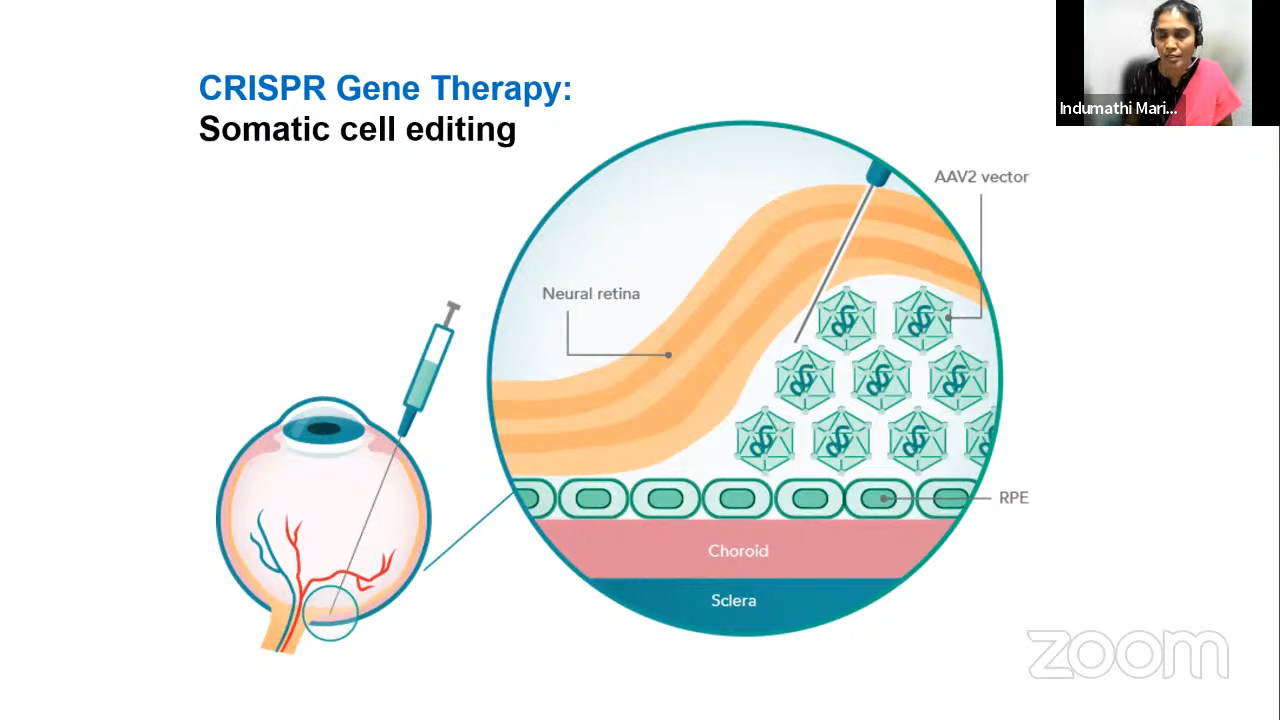 CRISPR Gene Therapy:
Somatic cell editing
Indumathi Mari...
AAV2 vector
Neural retina
RPE
Choroid
Sclera
zoom